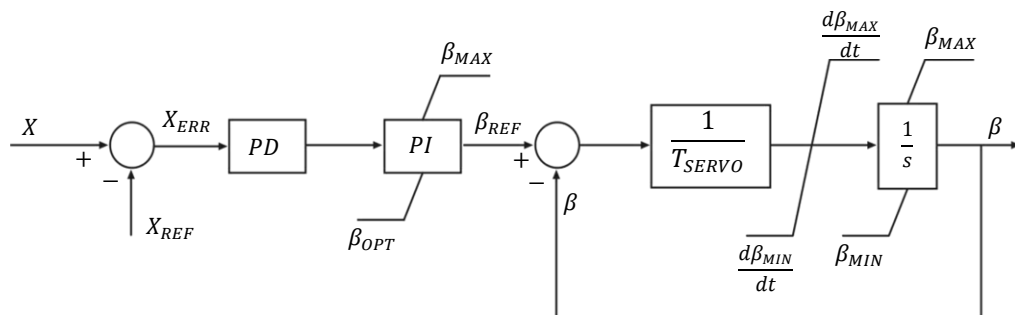 dβ_MAX/dt
β_MAX
β_MAX
X
X_ERR
PD
PI
β_REF
1/T_SERVO
1/s
β
+
−
+
−
β
X_REF
β_OPT
dβ_MIN/dt
β_MIN